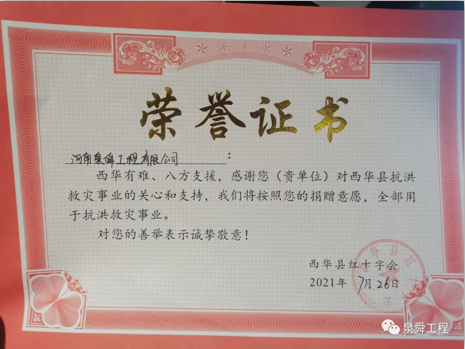 荣誉证书
河南泉舜工程有限公司：
西华有难、八方支援，感谢您（贵单位）对西华县抗洪
救灾事业的关心和支持，我们将按照您的捐赠意愿，全部用
于抗洪救灾事业。
对您的善举表示诚挚敬意！
西华县红十字会
2021年 7月26日
泉舜工程